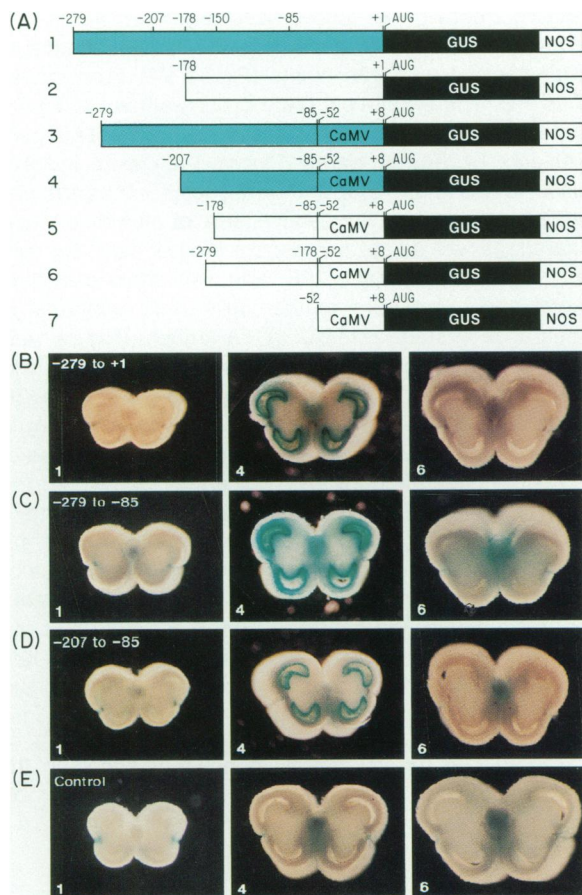 (A)
-279 -207 -178 -150 -85 +1 AUG
1 GUS NOS
-178 +1 AUG
2 GUS NOS
-279 -85 -52 +8 AUG
3 CaMV GUS NOS
-207 -85 -52 +8 AUG
4 CaMV GUS NOS
-178 -85 -52 +8 AUG
5 CaMV GUS NOS
-279 -178 -52 +8 AUG
6 CaMV GUS NOS
-52 +8 AUG
7 CaMV GUS NOS
(B) -279 to +1
1 4 6
(C) -279 to -85
1 4 6
(D) -207 to -85
1 4 6
(E) Control
1 4 6